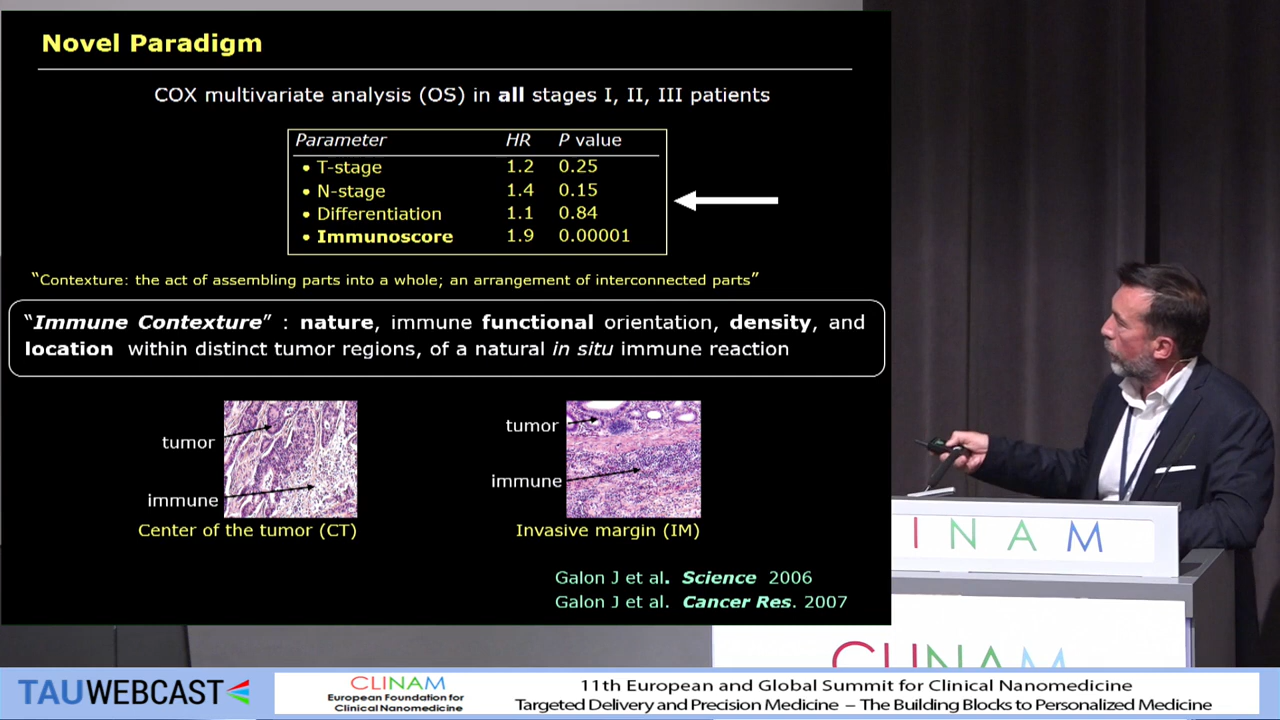 Novel Paradigm
COX multivariate analysis (OS) in all stages I, II, III patients
Parameter HR P value
• T-stage 1.2 0.25
• N-stage 1.4 0.15
• Differentiation 1.1 0.84
• Immunoscore 1.9 0.00001
“Contexture: the act of assembling parts into a whole; an arrangement of interconnected parts”
“Immune Contexture” : nature, immune functional orientation, density, and
location within distinct tumor regions, of a natural in situ immune reaction
tumor
immune
Center of the tumor (CT)
tumor
immune
Invasive margin (IM)
Galon J et al. Science 2006
Galon J et al. Cancer Res. 2007
INAM
CLINAM
TAUWEBCAST
CLINAM
European Foundation for
Clinical Nanomedicine
11th European and Global Summit for Clinical Nanomedicine
Targeted Delivery and Precision Medicine – The Building Blocks to Personalized Medicine